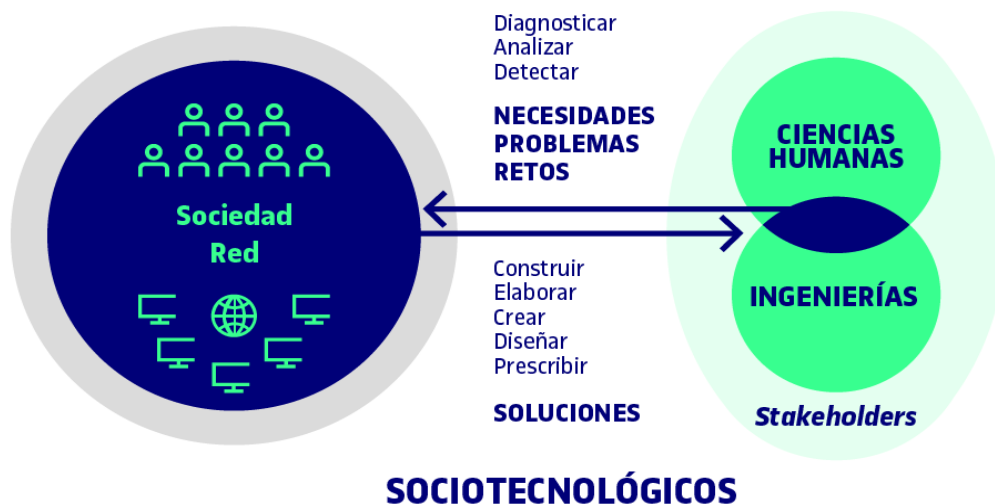 Diagnosticar
Analizar
Detectar
NECESIDADES
PROBLEMAS
RETOS
Sociedad
Red
CIENCIAS
HUMANAS
INGENIERÍAS
Construir
Elaborar
Crear
Diseñar
Prescribir
SOLUCIONES
Stakeholders
SOCIOTECNOLÓGICOS